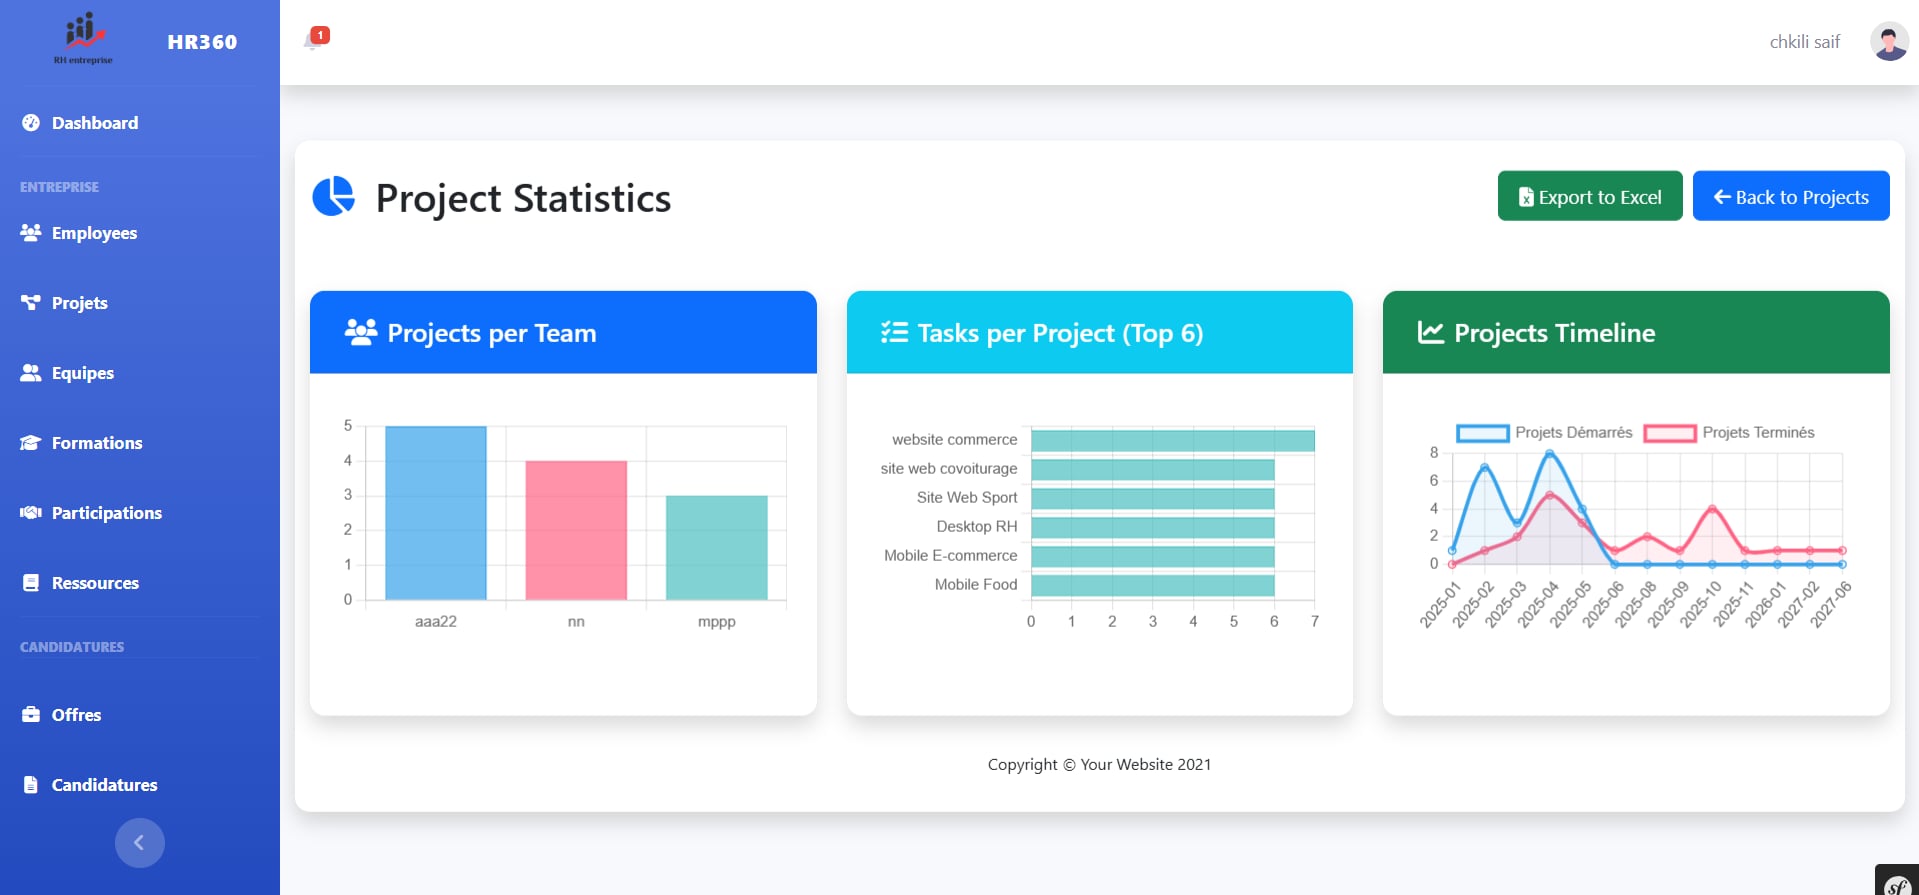 RH entreprise
HR360
1
chkili saif
Dashboard
ENTREPRISE
Employees
Projets
Equipes
Formations
Participations
Ressources
CANDIDATURES
Offres
Candidatures
Project Statistics
Export to Excel
Back to Projects
Projects per Team
5
4
3
2
1
0
aaa22 nn mppp
Tasks per Project (Top 6)
website commerce
site web covoiturage
Site Web Sport
Desktop RH
Mobile E-commerce
Mobile Food
0 1 2 3 4 5 6 7
Projects Timeline
Projets Démarrés Projets Terminés
8
6
4
2
0
2025-01 2025-02 2025-03 2025-04 2025-05 2025-06 2025-08 2025-09 2025-10 2025-11 2026-01 2027-02 2027-06
Copyright © Your Website 2021
sf